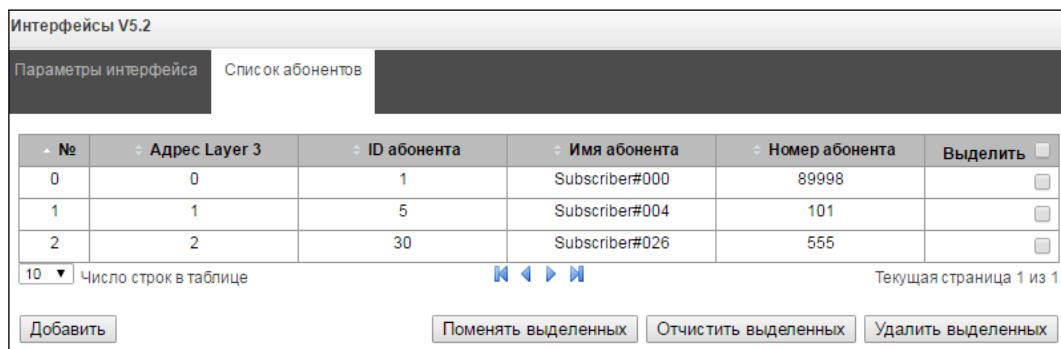 Интерфейсы V5.2
Параметры интерфейса Список абонентов
№ Адрес Layer 3 ID абонента Имя абонента Номер абонента Выделить
0 0 1 Subscriber#000 89998
1 1 5 Subscriber#004 101
2 2 30 Subscriber#026 555
10 Число строк в таблице Текущая страница 1 из 1
Добавить Поменять выделенных Отчистить выделенных Удалить выделенных